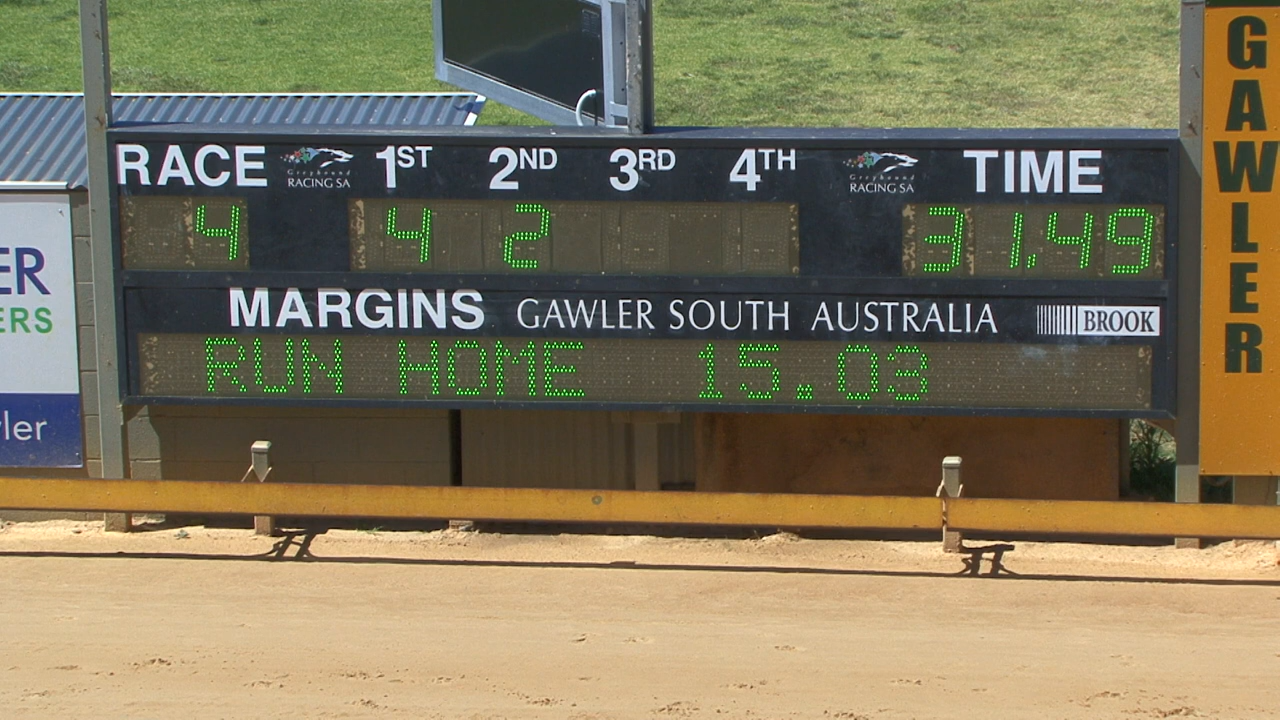 RACE
Greyhound
RACING SA
1ST 2ND 3RD 4TH
Greyhound
RACING SA
TIME
4 4 2 31.49
MARGINS GAWLER SOUTH AUSTRALIA BROOK
RUN HOME 15.03
GAWLER
ER
ERS
ler